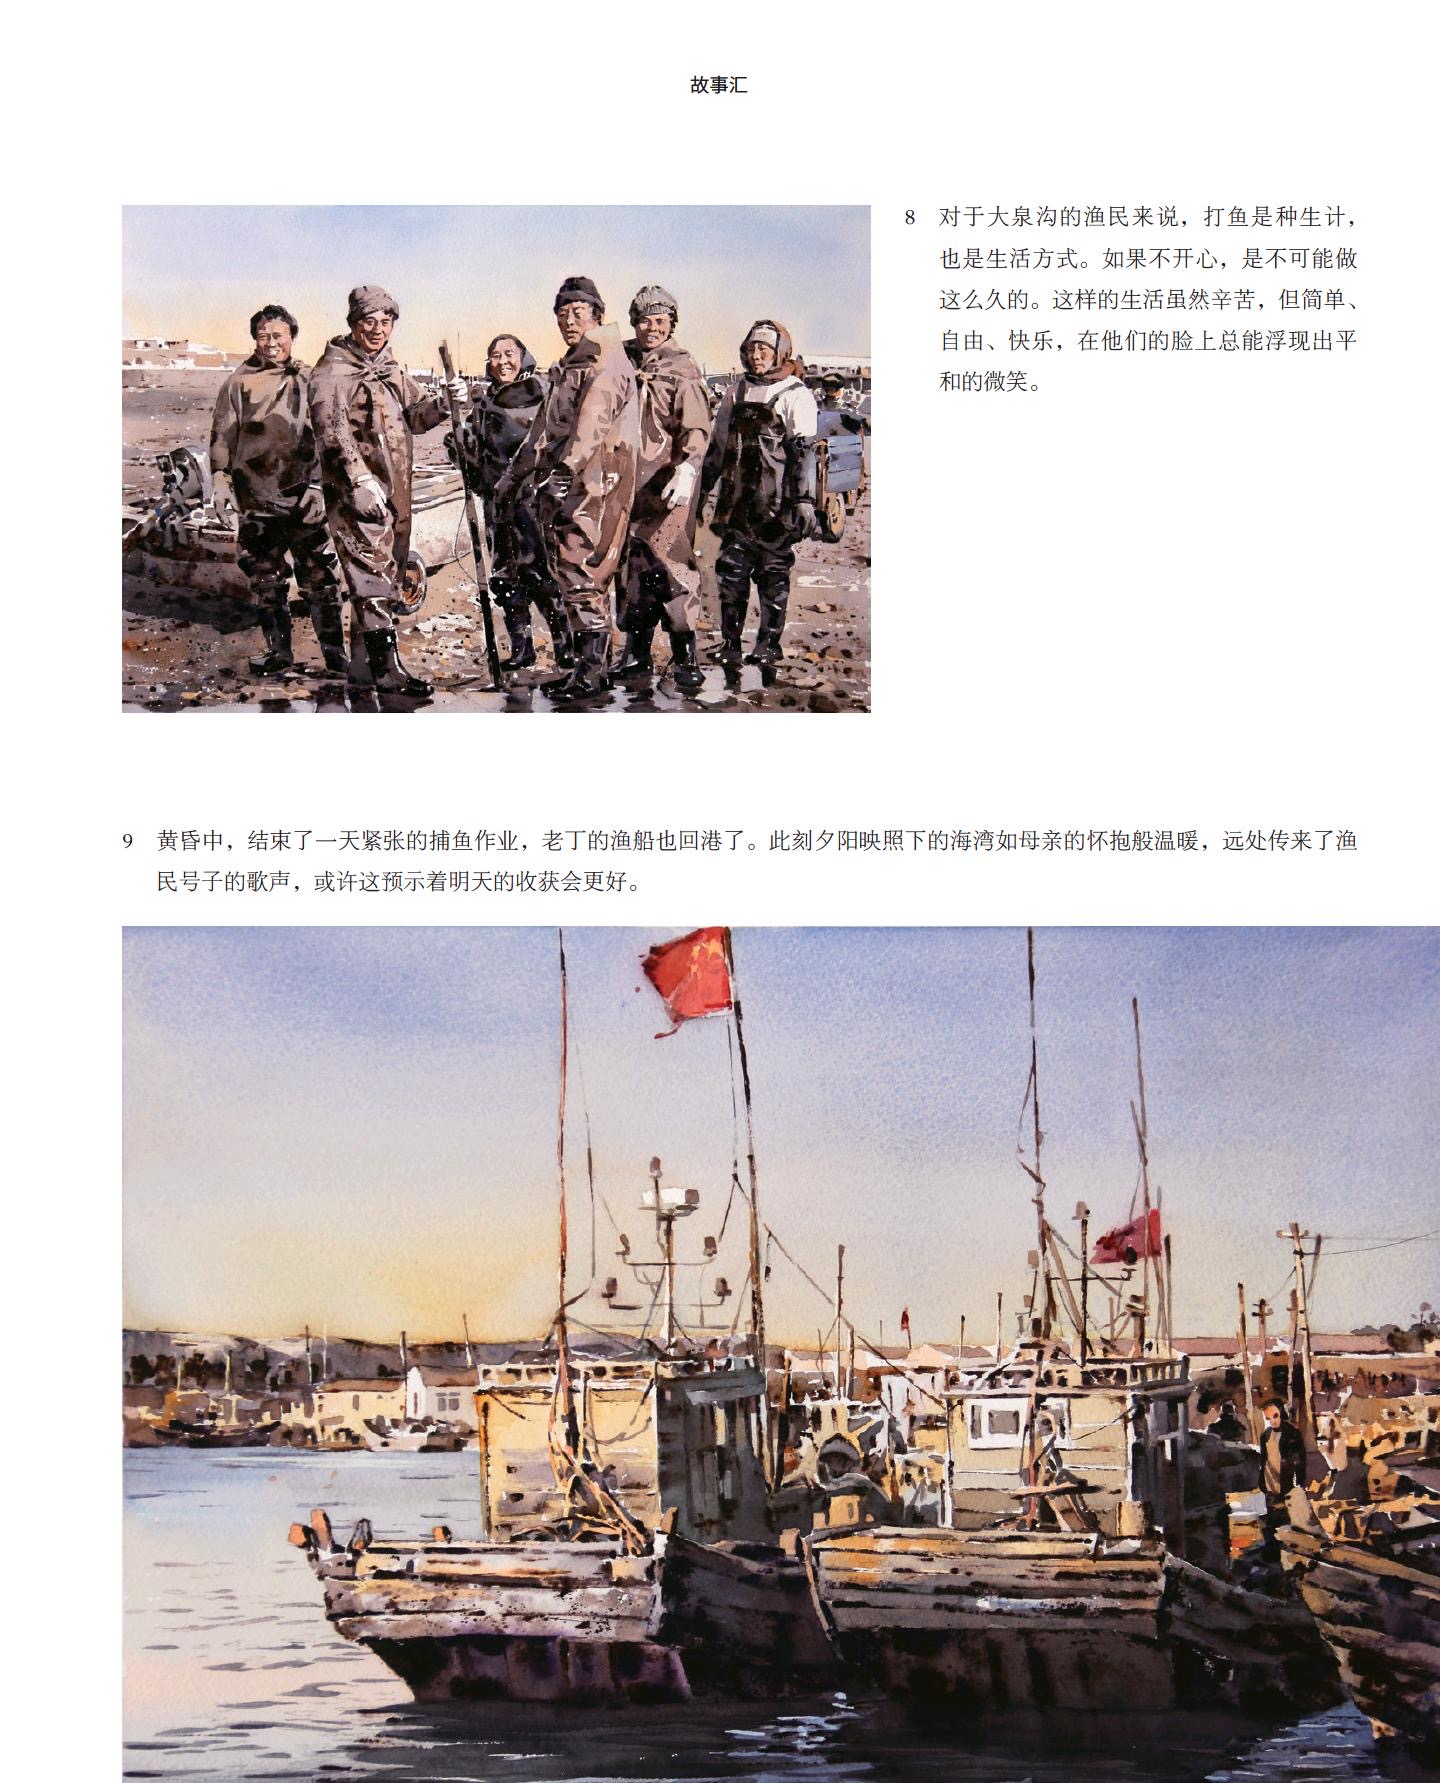 故事汇
8 对于大泉沟的渔民来说，打鱼是种生计，
也是生活方式。如果不开心，是不可能做
这么久的。这样的生活虽然辛苦，但简单、
自由、快乐，在他们的脸上总能浮现出平
和的微笑。
9 黄昏中，结束了一天紧张的捕鱼作业，老丁的渔船也回港了。此刻夕阳映照下的海湾如母亲的怀抱般温暖，远处传来了渔
民号子的歌声，或许这预示着明天的收获会更好。